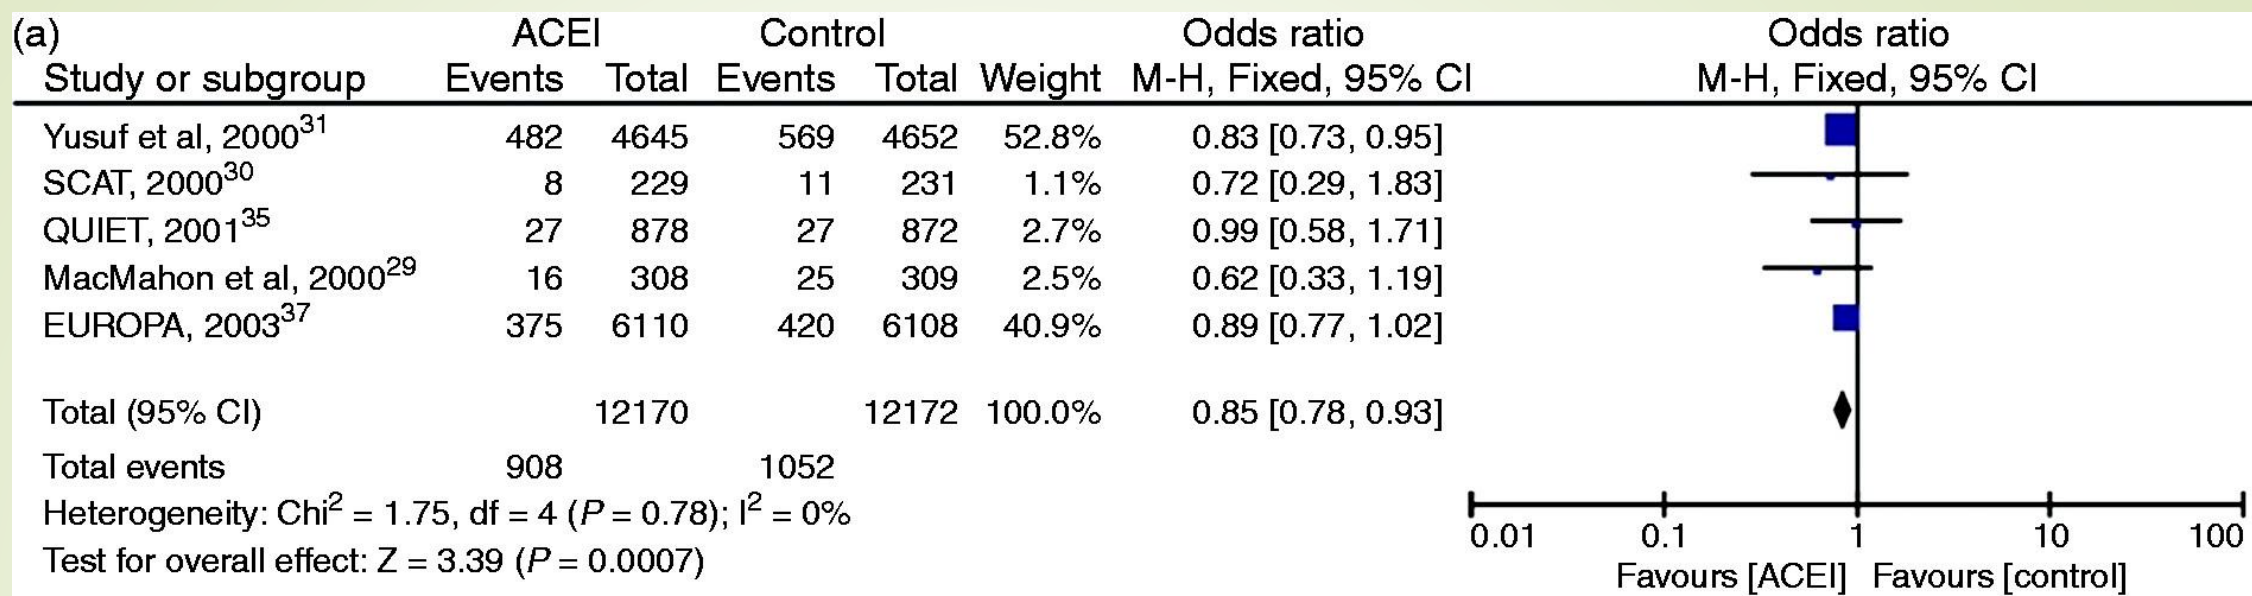 (a) ACEI Control Odds ratio Odds ratio
Study or subgroup Events Total Events Total Weight M-H, Fixed, 95% CI M-H, Fixed, 95% CI
Yusuf et al, 2000³¹ 482 4645 569 4652 52.8% 0.83 [0.73, 0.95]
SCAT, 2000³⁰ 8 229 11 231 1.1% 0.72 [0.29, 1.83]
QUIET, 2001³⁵ 27 878 27 872 2.7% 0.99 [0.58, 1.71]
MacMahon et al, 2000²⁹ 16 308 25 309 2.5% 0.62 [0.33, 1.19]
EUROPA, 2003³⁷ 375 6110 420 6108 40.9% 0.89 [0.77, 1.02]
Total (95% CI) 12170 12172 100.0% 0.85 [0.78, 0.93]
Total events 908 1052
Heterogeneity: Chi² = 1.75, df = 4 (P = 0.78); I² = 0%
Test for overall effect: Z = 3.39 (P = 0.0007)
0.01 0.1 1 10 100
Favours [ACEI] Favours [control]